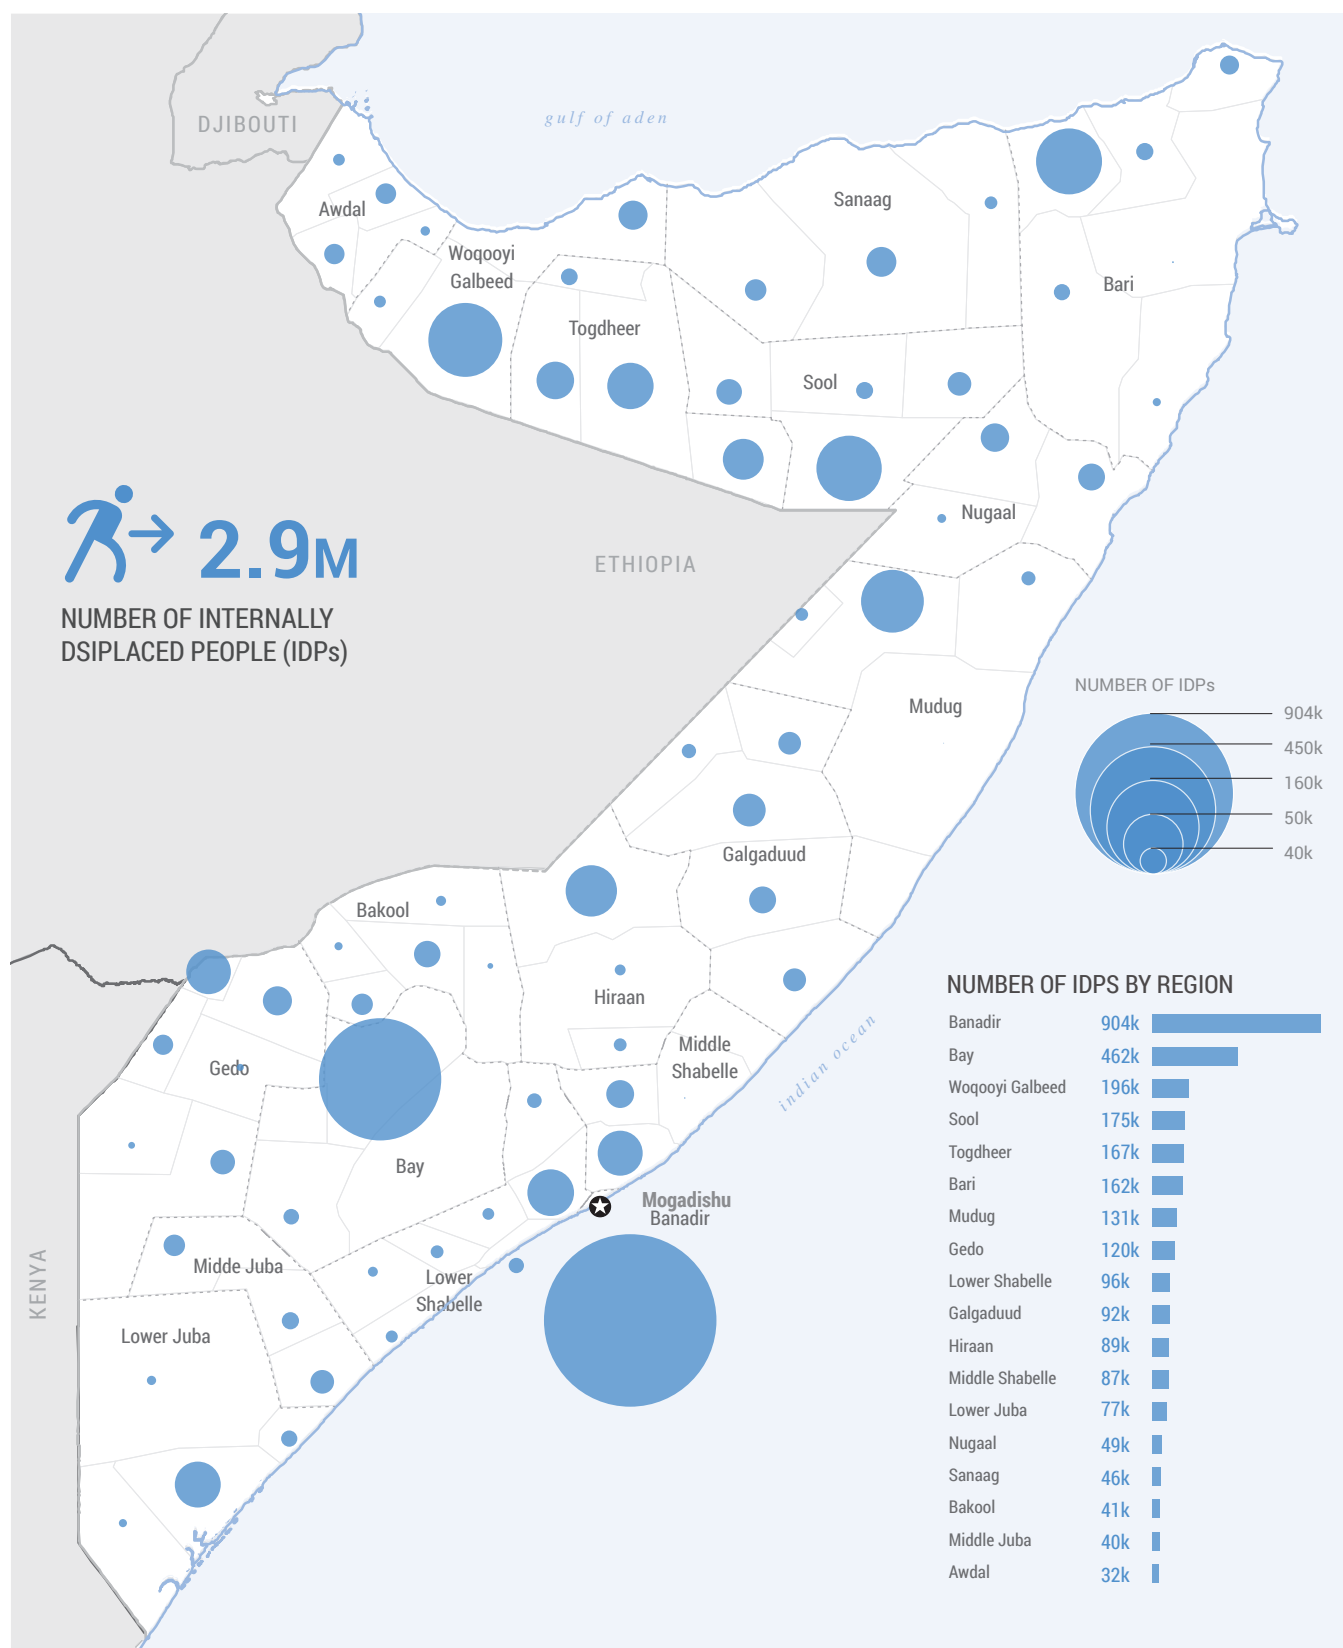 DJIBOUTI
gulf of aden
Awdal
Woqooyi
Galbeed
Sanaag
Bari
Togdheer
Sool
Nugaal
ETHIOPIA
2.9M
NUMBER OF INTERNALLY
DSIPLACED PEOPLE (IDPs)
Mudug
NUMBER OF IDPs
904k
450k
160k
50k
40k
Galgaduud
Bakool
Hiraan
Middle
Shabelle
indian ocean
Gedo
Bay
Mogadishu
Banadir
Midde Juba
Lower
Shabelle
Lower Juba
KENYA
NUMBER OF IDPS BY REGION
Banadir 904k
Bay 462k
Woqooyi Galbeed 196k
Sool 175k
Togdheer 167k
Bari 162k
Mudug 131k
Gedo 120k
Lower Shabelle 96k
Galgaduud 92k
Hiraan 89k
Middle Shabelle 87k
Lower Juba 77k
Nugaal 49k
Sanaag 46k
Bakool 41k
Middle Juba 40k
Awdal 32k